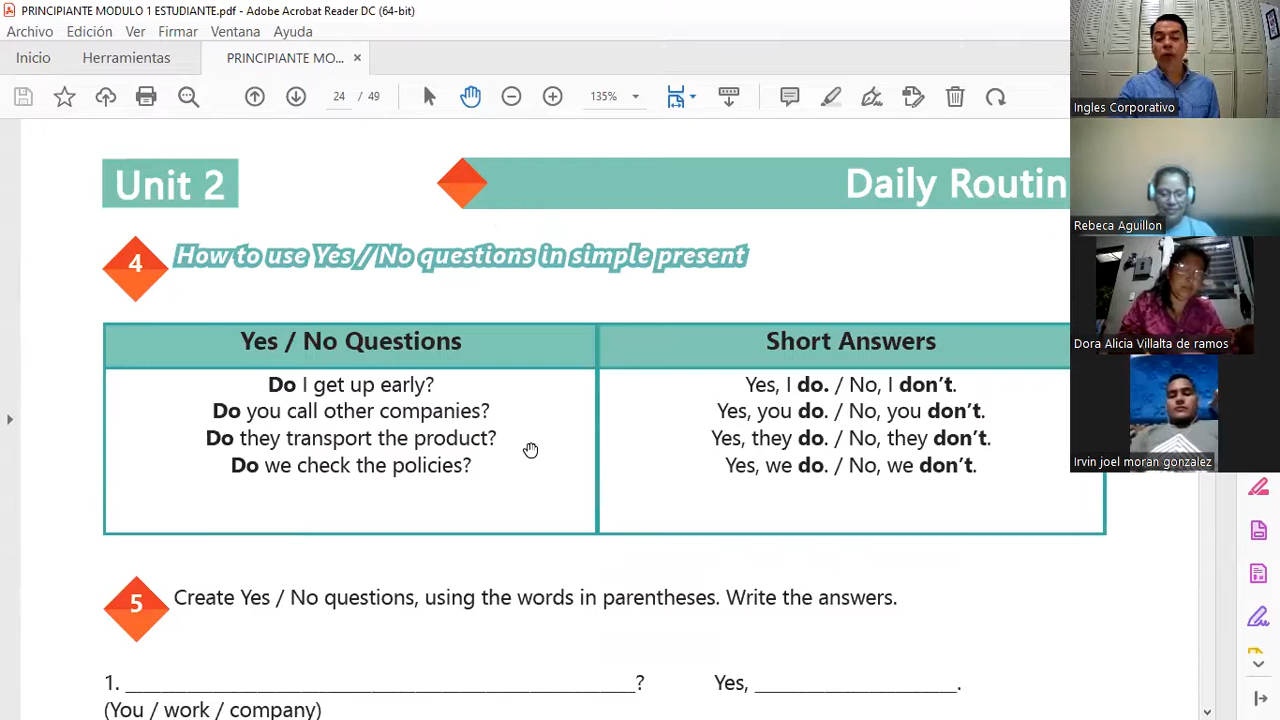 PRINCIPIANTE MODULO 1 ESTUDIANTE.pdf - Adobe Acrobat Reader DC (64-bit)
Archivo Edición Ver Firmar Ventana Ayuda
Inicio Herramientas PRINCIPIANTE MO... ×
24 / 49 135%
Unit 2 Daily Routin
4 How to use Yes / No questions in simple present
Yes / No Questions Short Answers
Do I get up early? Yes, I do. / No, I don't.
Do you call other companies? Yes, you do. / No, you don't.
Do they transport the product? Yes, they do. / No, they don't.
Do we check the policies? Yes, we do. / No, we don't.
5 Create Yes / No questions, using the words in parentheses. Write the answers.
1. ______________________________________________? Yes, ___________________.
(You / work / company)
Ingles Corporativo
Rebeca Aguillon
Dora Alicia Villalta de ramos
Irvin joel moran gonzalez